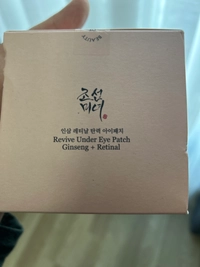 조선
미녀
인삼 레티날 탄력 아이패치
Revive Under Eye Patch
Ginseng + Retinal